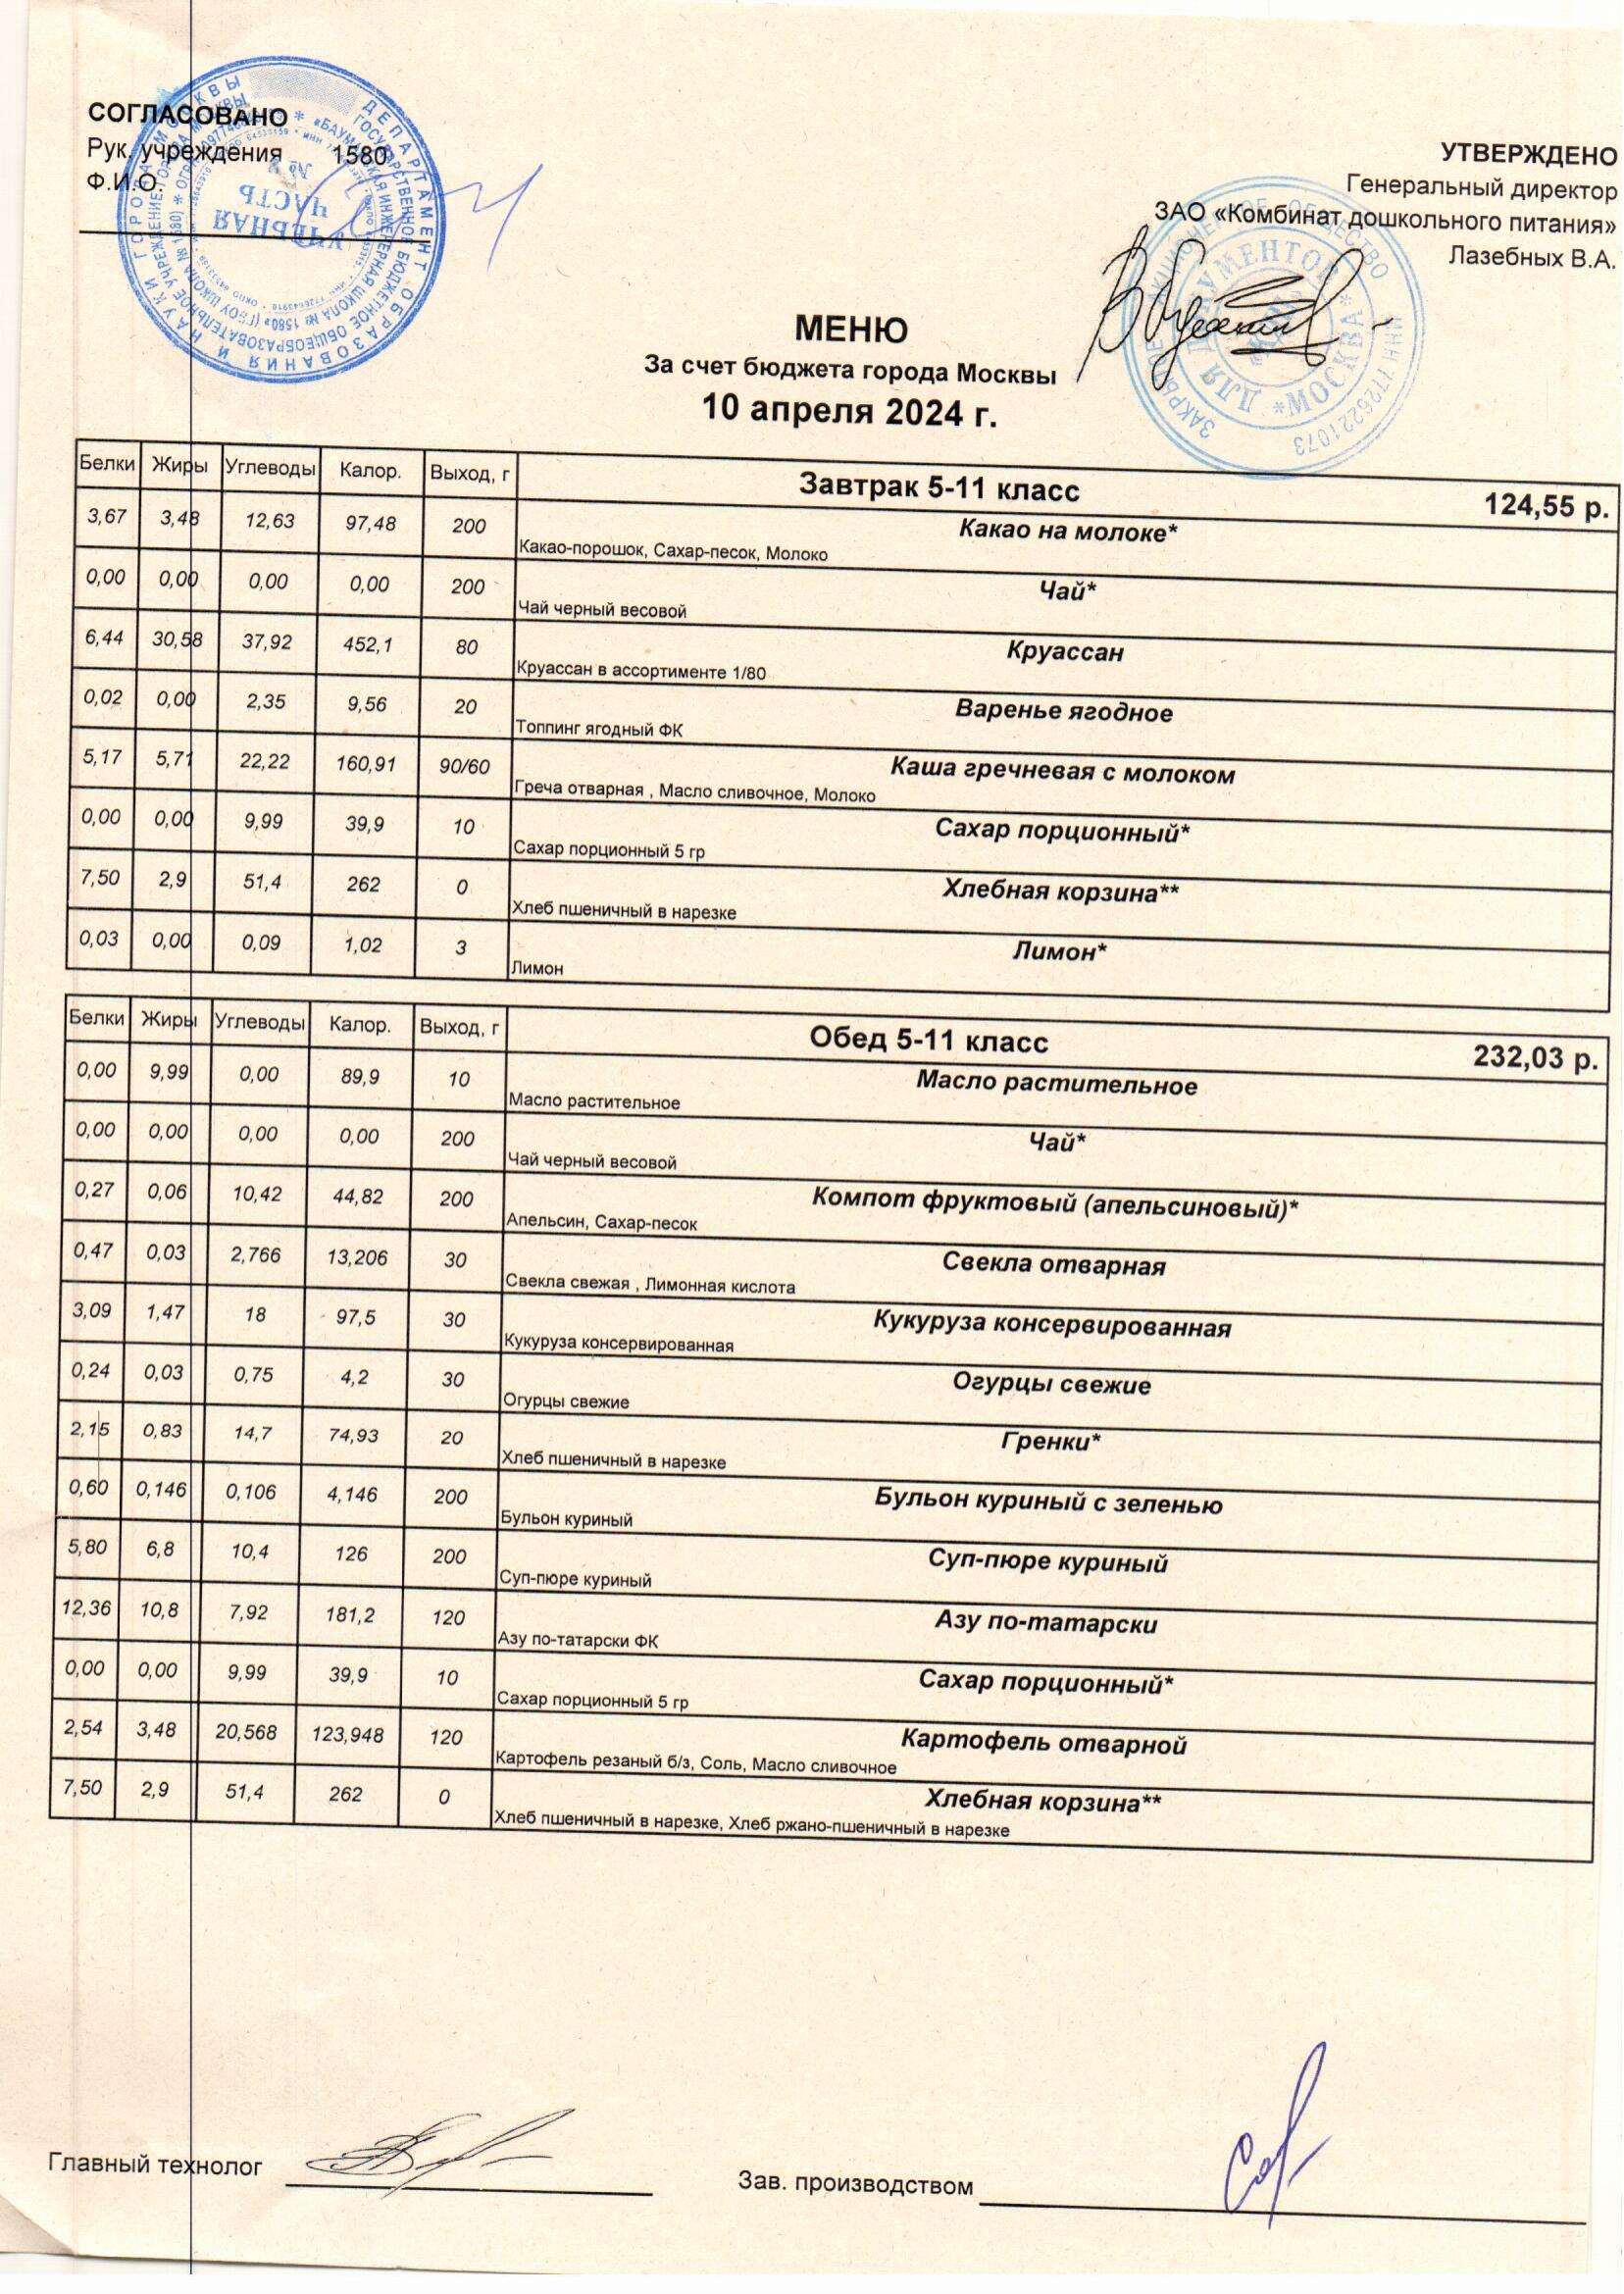 СОГЛАСОВАНО
Рук. учреждения 1580
Ф.И.О.
ДЕПАРТАМЕНТ ОБРАЗОВАНИЯ И НАУКИ ГОРОДА МОСКВЫ
УЧЕБНАЯ
ЧАСТЬ
УТВЕРЖДЕНО
Генеральный директор
ЗАО «Комбинат дошкольного питания»
Лазебных В.А.
ИНН 7726221073
*МОСКВА*
МЕНЮ
За счет бюджета города Москвы
10 апреля 2024 г.
Белки Жиры Углеводы Калор. Выход, г Завтрак 5-11 класс 124,55 р.
3,67 3,48 12,63 97,48 200 Какао на молоке*
Какао-порошок, Сахар-песок, Молоко
0,00 0,00 0,00 0,00 200 Чай*
Чай черный весовой
6,44 30,58 37,92 452,1 80 Круассан
Круассан в ассортименте 1/80
0,02 0,00 2,35 9,56 20 Варенье ягодное
Топпинг ягодный ФК
5,17 5,71 22,22 160,91 90/60 Каша гречневая с молоком
Греча отварная , Масло сливочное, Молоко
0,00 0,00 9,99 39,9 10 Сахар порционный*
Сахар порционный 5 гр
7,50 2,9 51,4 262 0 Хлебная корзина**
Хлеб пшеничный в нарезке
0,03 0,00 0,09 1,02 3 Лимон*
Лимон
Белки Жиры Углеводы Калор. Выход, г Обед 5-11 класс 232,03 р.
0,00 9,99 0,00 89,9 10 Масло растительное
Масло растительное
0,00 0,00 0,00 0,00 200 Чай*
Чай черный весовой
0,27 0,06 10,42 44,82 200 Компот фруктовый (апельсиновый)*
Апельсин, Сахар-песок
0,47 0,03 2,766 13,206 30 Свекла отварная
Свекла свежая , Лимонная кислота
3,09 1,47 18 97,5 30 Кукуруза консервированная
Кукуруза консервированная
0,24 0,03 0,75 4,2 30 Огурцы свежие
Огурцы свежие
2,15 0,83 14,7 74,93 20 Гренки*
Хлеб пшеничный в нарезке
0,60 0,146 0,106 4,146 200 Бульон куриный с зеленью
Бульон куриный
5,80 6,8 10,4 126 200 Суп-пюре куриный
Суп-пюре куриный
12,36 10,8 7,92 181,2 120 Азу по-татарски
Азу по-татарски ФК
0,00 0,00 9,99 39,9 10 Сахар порционный*
Сахар порционный 5 гр
2,54 3,48 20,568 123,948 120 Картофель отварной
Картофель резаный б/з, Соль, Масло сливочное
7,50 2,9 51,4 262 0 Хлебная корзина**
Хлеб пшеничный в нарезке, Хлеб ржано-пшеничный в нарезке
Главный технолог
Зав. производством